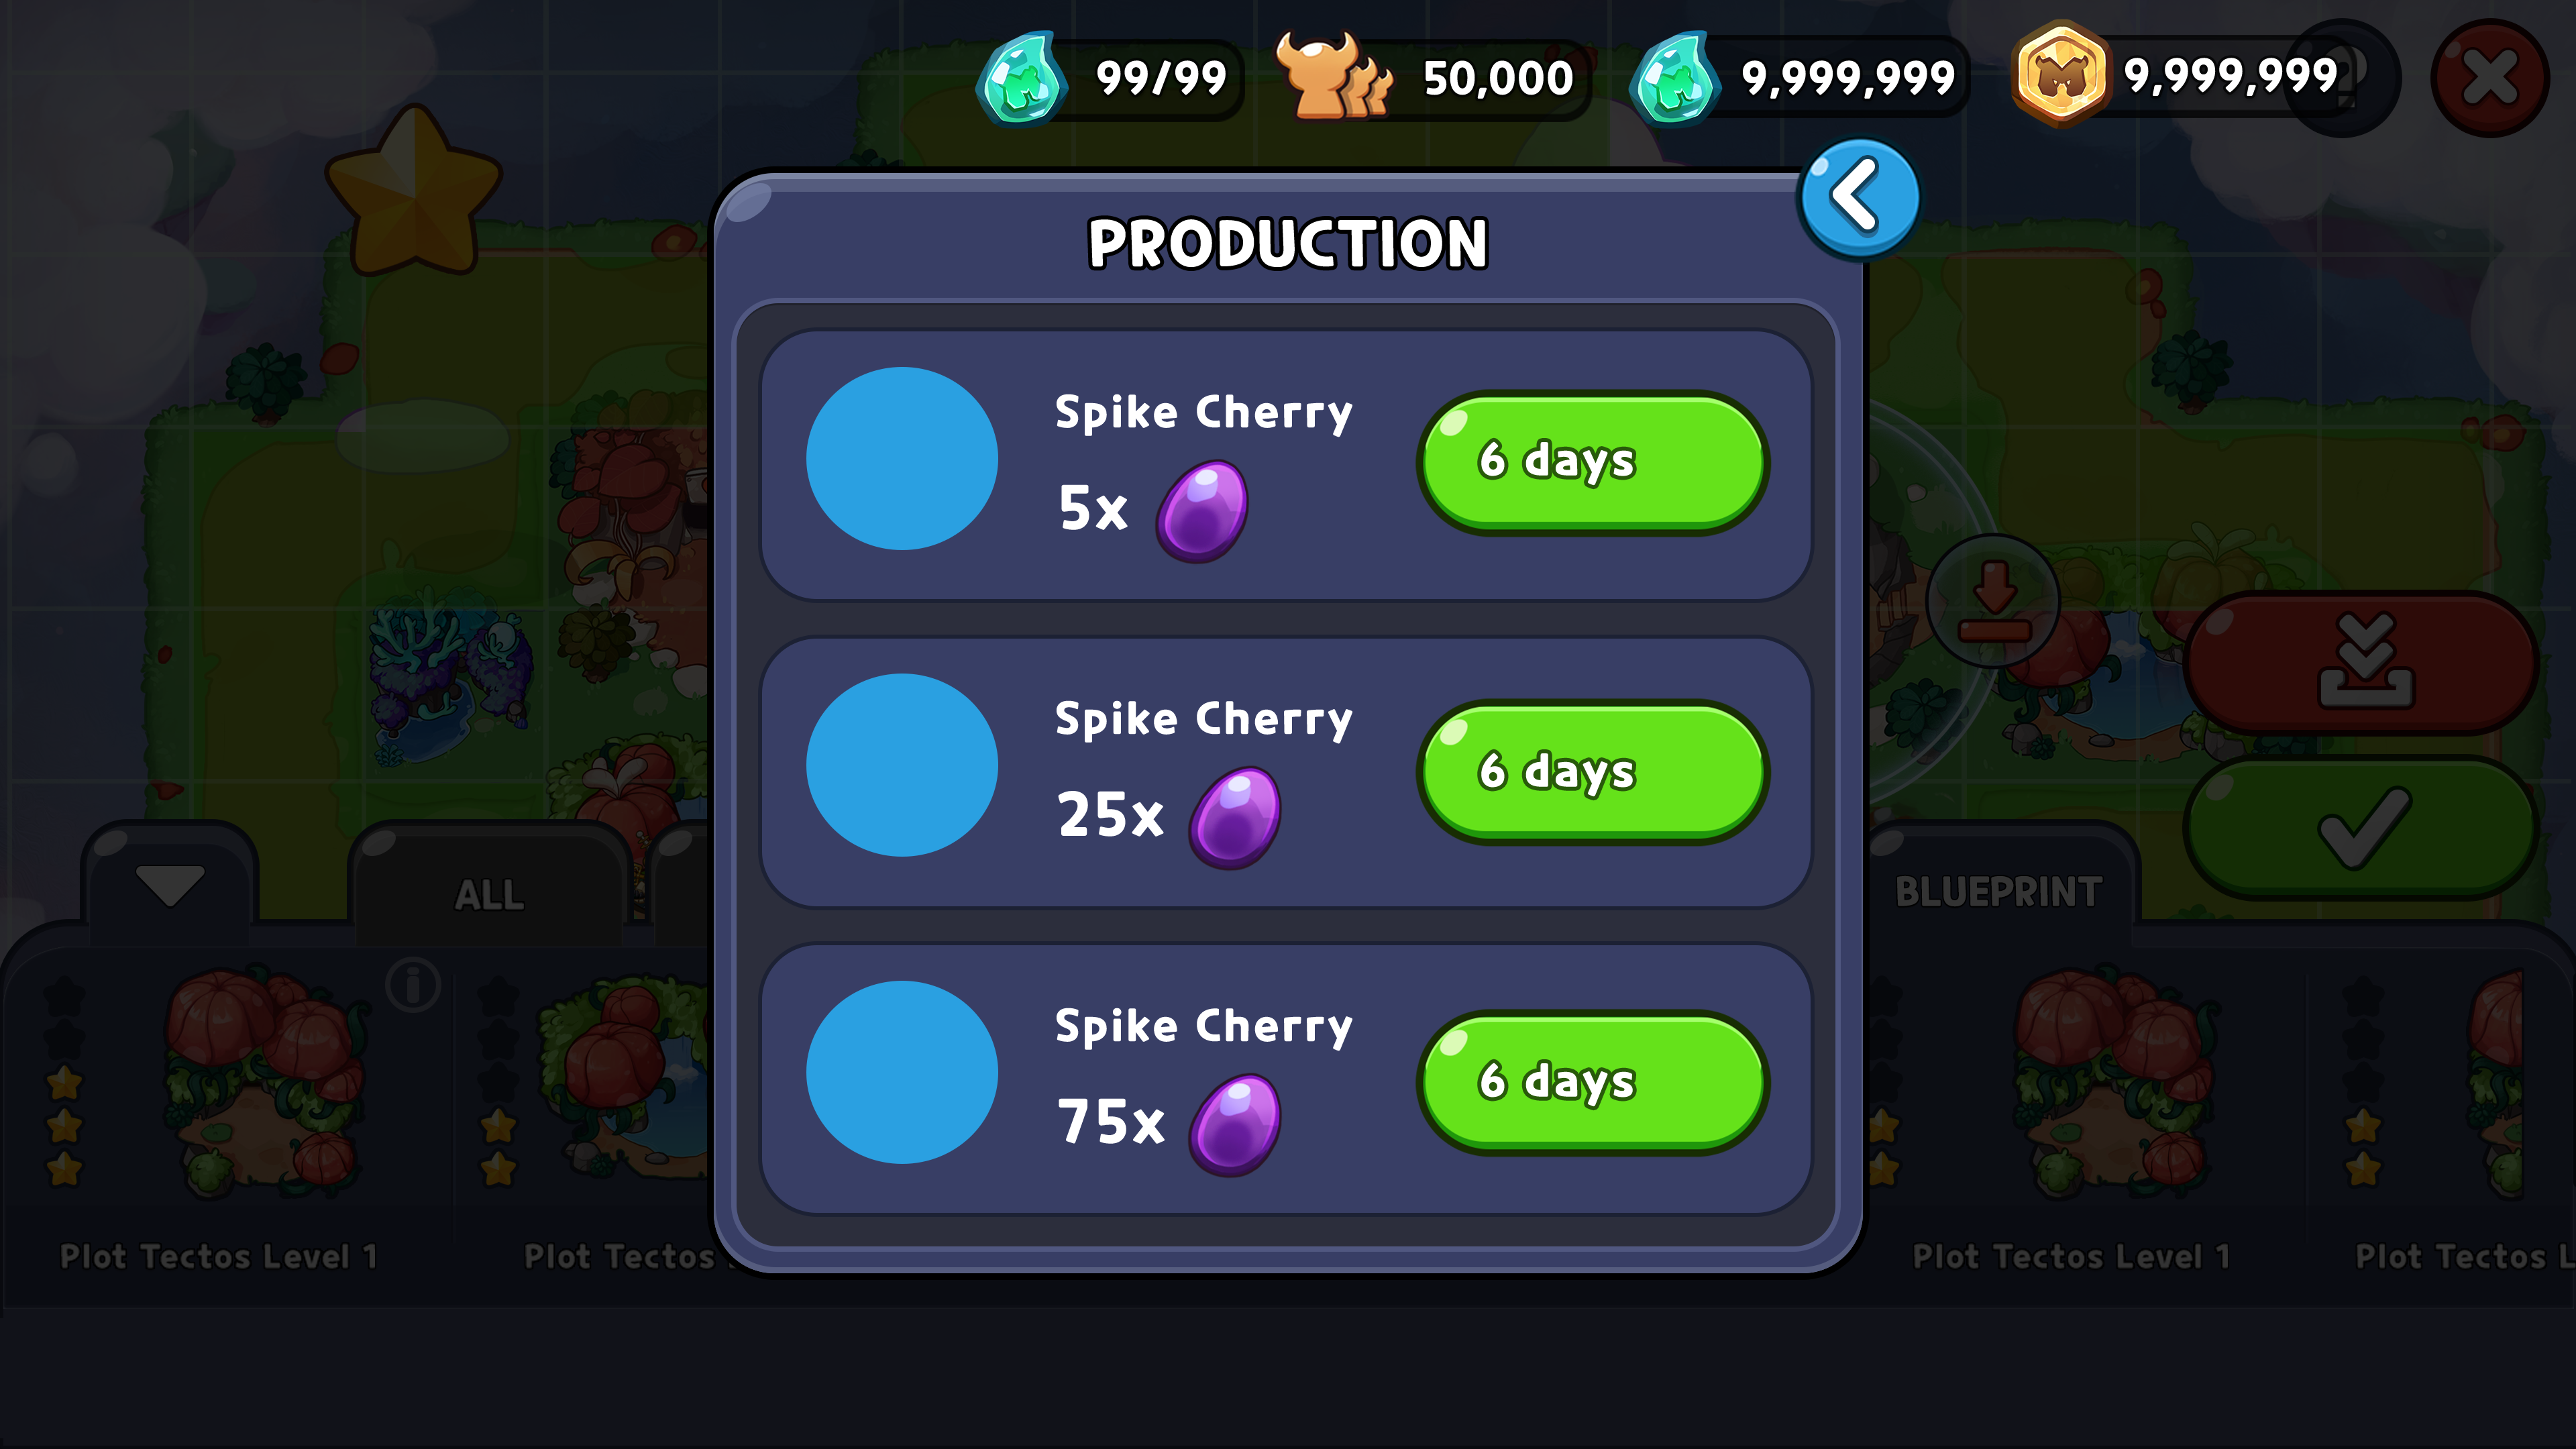 99/99
50,000
9,999,999
9,999,999
?
PRODUCTION
Spike Cherry
5x
6 days
Spike Cherry
25x
6 days
Spike Cherry
75x
6 days
ALL
BLUEPRINT
Plot Tectos Level 1
Plot Tectos
Plot Tectos Level 1
Plot Tectos L